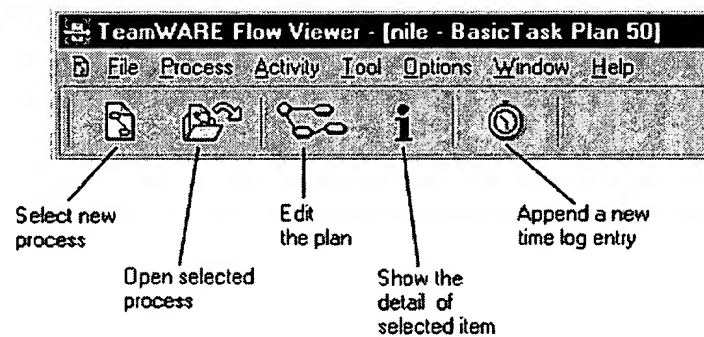 TeamWARE Flow Viewer - [nile - BasicTask Plan 50]
File Process Activity Tool Options Window Help
Select new
process
Open selected
process
Edit
the plan
Show the
detail of
selected item
Append a new
time log entry